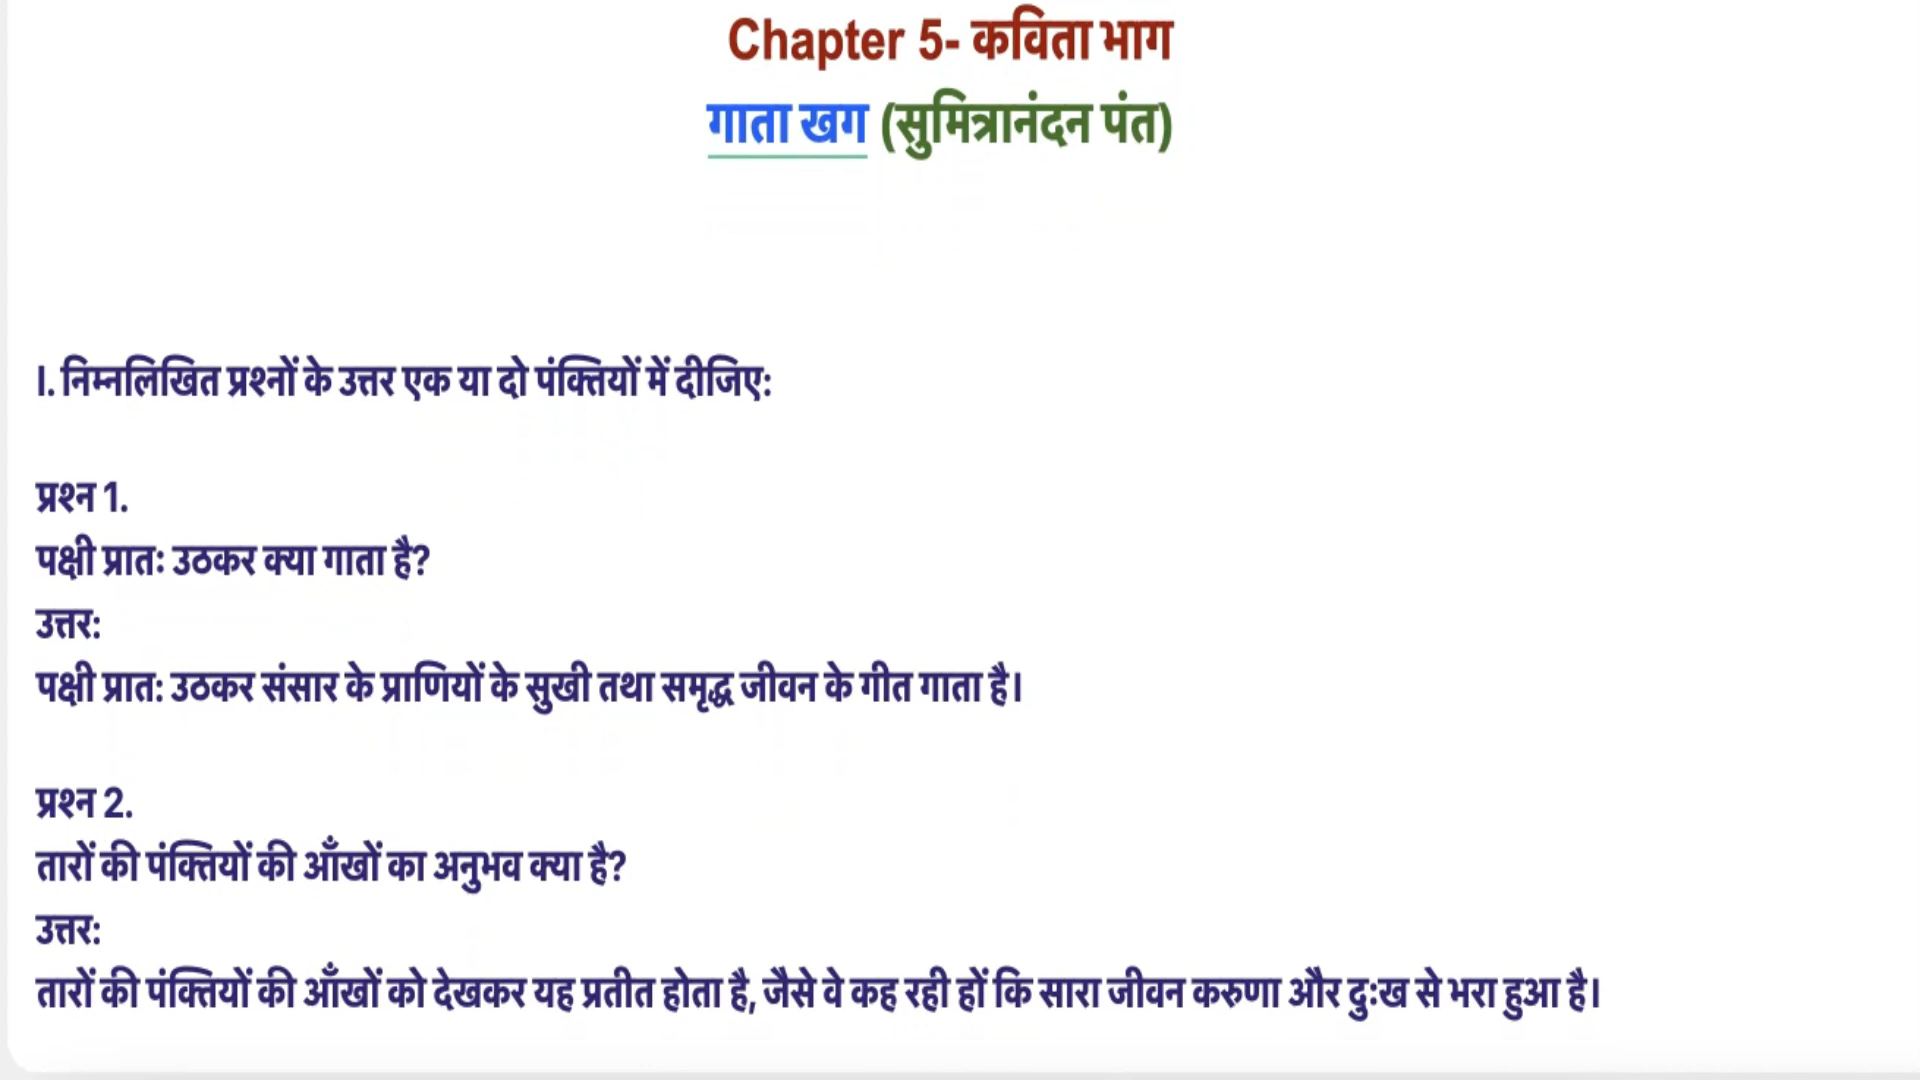 Chapter 5- कविता भाग
गाता खग (सुमित्रानंदन पंत)
I. निम्नलिखित प्रश्नों के उत्तर एक या दो पंक्तियों में दीजिए:
प्रश्न 1.
पक्षी प्रातः उठकर क्या गाता है?
उत्तर:
पक्षी प्रात: उठकर संसार के प्राणियों के सुखी तथा समृद्ध जीवन के गीत गाता है।
प्रश्न 2.
तारों की पंक्तियों की आँखों का अनुभव क्या है?
उत्तर:
तारों की पंक्तियों की आँखों को देखकर यह प्रतीत होता है, जैसे वे कह रही हों कि सारा जीवन करुणा और दुःख से भरा हुआ है।